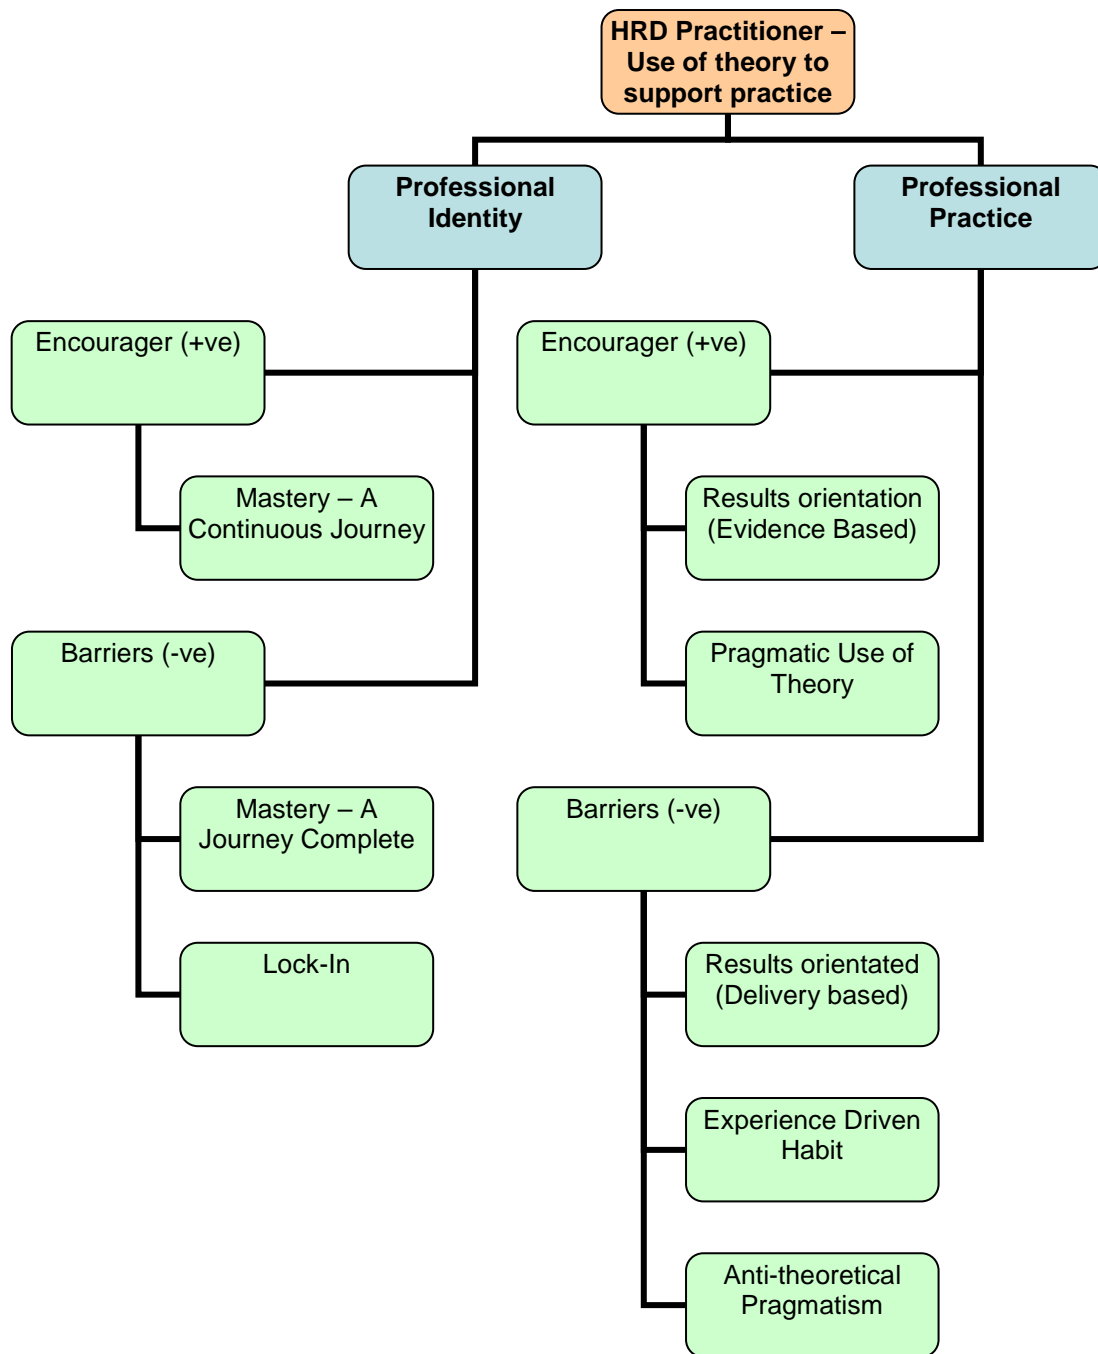 HRD Practitioner –
Use of theory to
support practice
Professional
Identity
Professional
Practice
Encourager (+ve)
Mastery – A
Continuous Journey
Barriers (-ve)
Mastery – A
Journey Complete
Lock-In
Encourager (+ve)
Results orientation
(Evidence Based)
Pragmatic Use of
Theory
Barriers (-ve)
Results orientated
(Delivery based)
Experience Driven
Habit
Anti-theoretical
Pragmatism